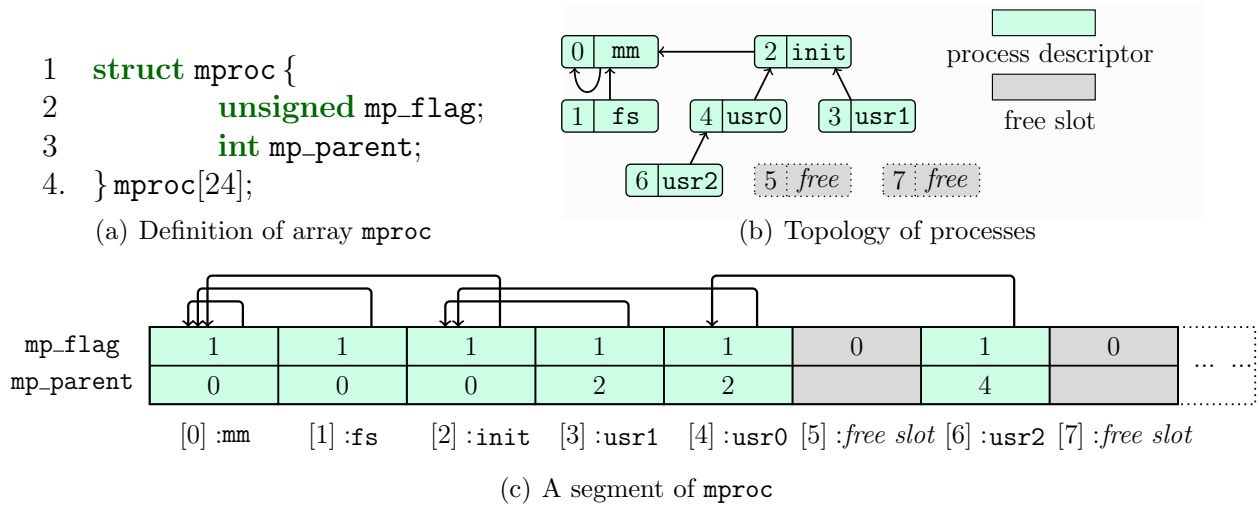 1 struct mproc {
2 unsigned mp_flag;
3 int mp_parent;
4. } mproc[24];
(a) Definition of array mproc
0 mm 2 init
1 fs 4 usr0 3 usr1
6 usr2 5 free 7 free
process descriptor
free slot
(b) Topology of processes
mp_flag 1 1 1 1 1 0 1 0
mp_parent 0 0 0 2 2 4
... ...
[0] :mm [1] :fs [2] :init [3] :usr1 [4] :usr0 [5] :free slot [6] :usr2 [7] :free slot
(c) A segment of mproc